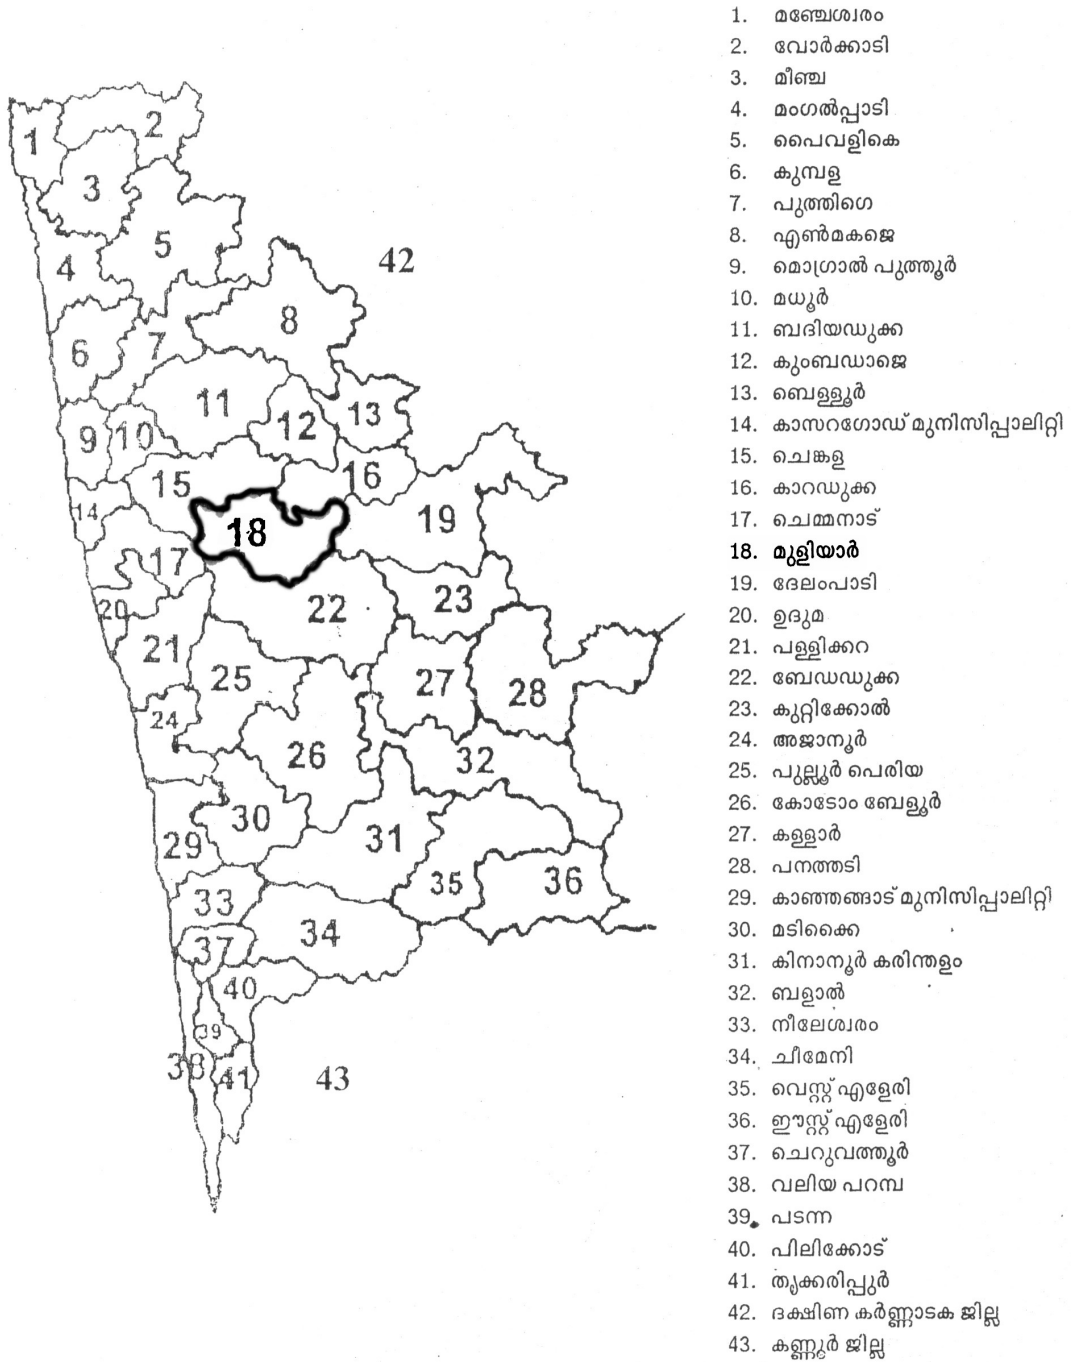 1. മഞ്ചേശ്വരം
2. വോർക്കാടി
3. മീഞ്ച
4. മംഗൽപ്പാടി
5. പൈവളികെ
6. കുമ്പള
7. പുത്തിഗെ
8. എൺമകജെ
9. മൊഗ്രാൽ പുത്തൂർ
10. മധൂർ
11. ബദിയഡുക്ക
12. കുംബഡാജെ
13. ബെള്ളൂർ
14. കാസറഗോഡ് മുനിസിപ്പാലിറ്റി
15. ചെങ്കള
16. കാറഡുക്ക
17. ചെമ്മനാട്
18. മുളിയാർ
19. ദേലംപാടി
20. ഉദുമ
21. പള്ളിക്കറ
22. ബേഡഡുക്ക
23. കുറ്റിക്കോൽ
24. അജാനൂർ
25. പുല്ലൂർ പെരിയ
26. കോടോം ബേളൂർ
27. കള്ളാർ
28. പനത്തടി
29. കാഞ്ഞങ്ങാട് മുനിസിപ്പാലിറ്റി
30. മടിക്കൈ
31. കിനാനൂർ കരിന്തളം
32. ബളാൽ
33. നീലേശ്വരം
34. ചീമേനി
35. വെസ്റ്റ് എളേരി
36. ഈസ്റ്റ് എളേരി
37. ചെറുവത്തൂർ
38. വലിയ പറമ്പ
39. പടന്ന
40. പിലിക്കോട്
41. തൃക്കരിപ്പുർ
42. ദക്ഷിണ കർണ്ണാടക ജില്ല
43. കണ്ണൂർ ജില്ല
1
2
3
5
4
42
8
6
7
11
13
9
10
12
15
16
14
18
19
17
20
22
23
21
25
27
28
24
26
32
30
29
31
35
36
33
34
37
40
39
38
41
43